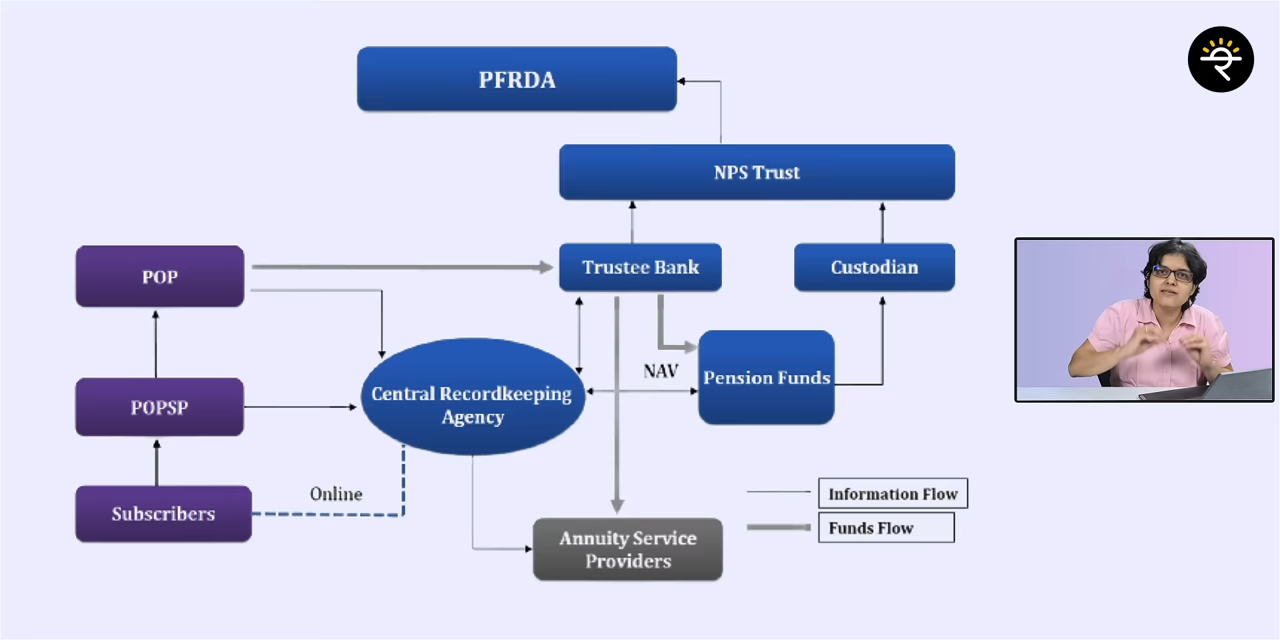 PFRDA
NPS Trust
POP
Trustee Bank
Custodian
NAV
Pension Funds
Central Recordkeeping
Agency
POPSP
Online
Subscribers
Information Flow
Funds Flow
Annuity Service
Providers